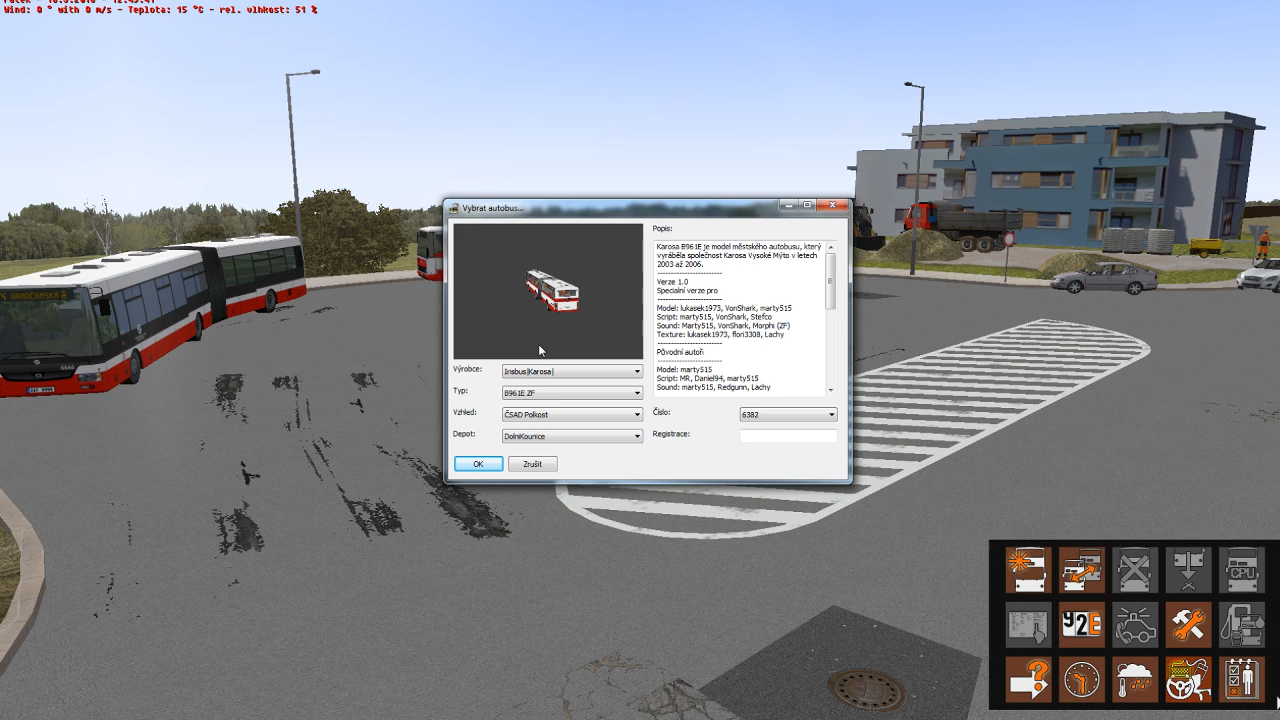 Wind: 0 ° with 0 m/s - Teplota: 15 °C - rel. vlhkost: 51 %
Vybrat autobus...
Popis:
Karosa B961E je model městského autobusu, který
vyráběla společnost Karosa Vysoké Mýto v letech
2003 až 2006.
------------------------
Verze 1.0
Specialní verze pro
------------------------
Model: lukasek1973, VonShark, marty515
Script: marty515, VonShark, Stefco
Sound: Marty515, VonShark, Morphi (ZF)
Texture: lukasek1973, flori3308, Lachy
------------------------
Původní autoři
------------------------
Model: marty515
Script: MR, Daniel94, marty515
Sound: marty515, Redgunn, Lachy
Výrobce:
Irisbus|Karosa|
Typ:
B961E ZF
Vzhled:
ČSAD Polkost
Číslo:
6382
Depot:
DolniKounice
Registrace:
OK
Zrušit
HRADČANSKÁ
6646
CPU
92E